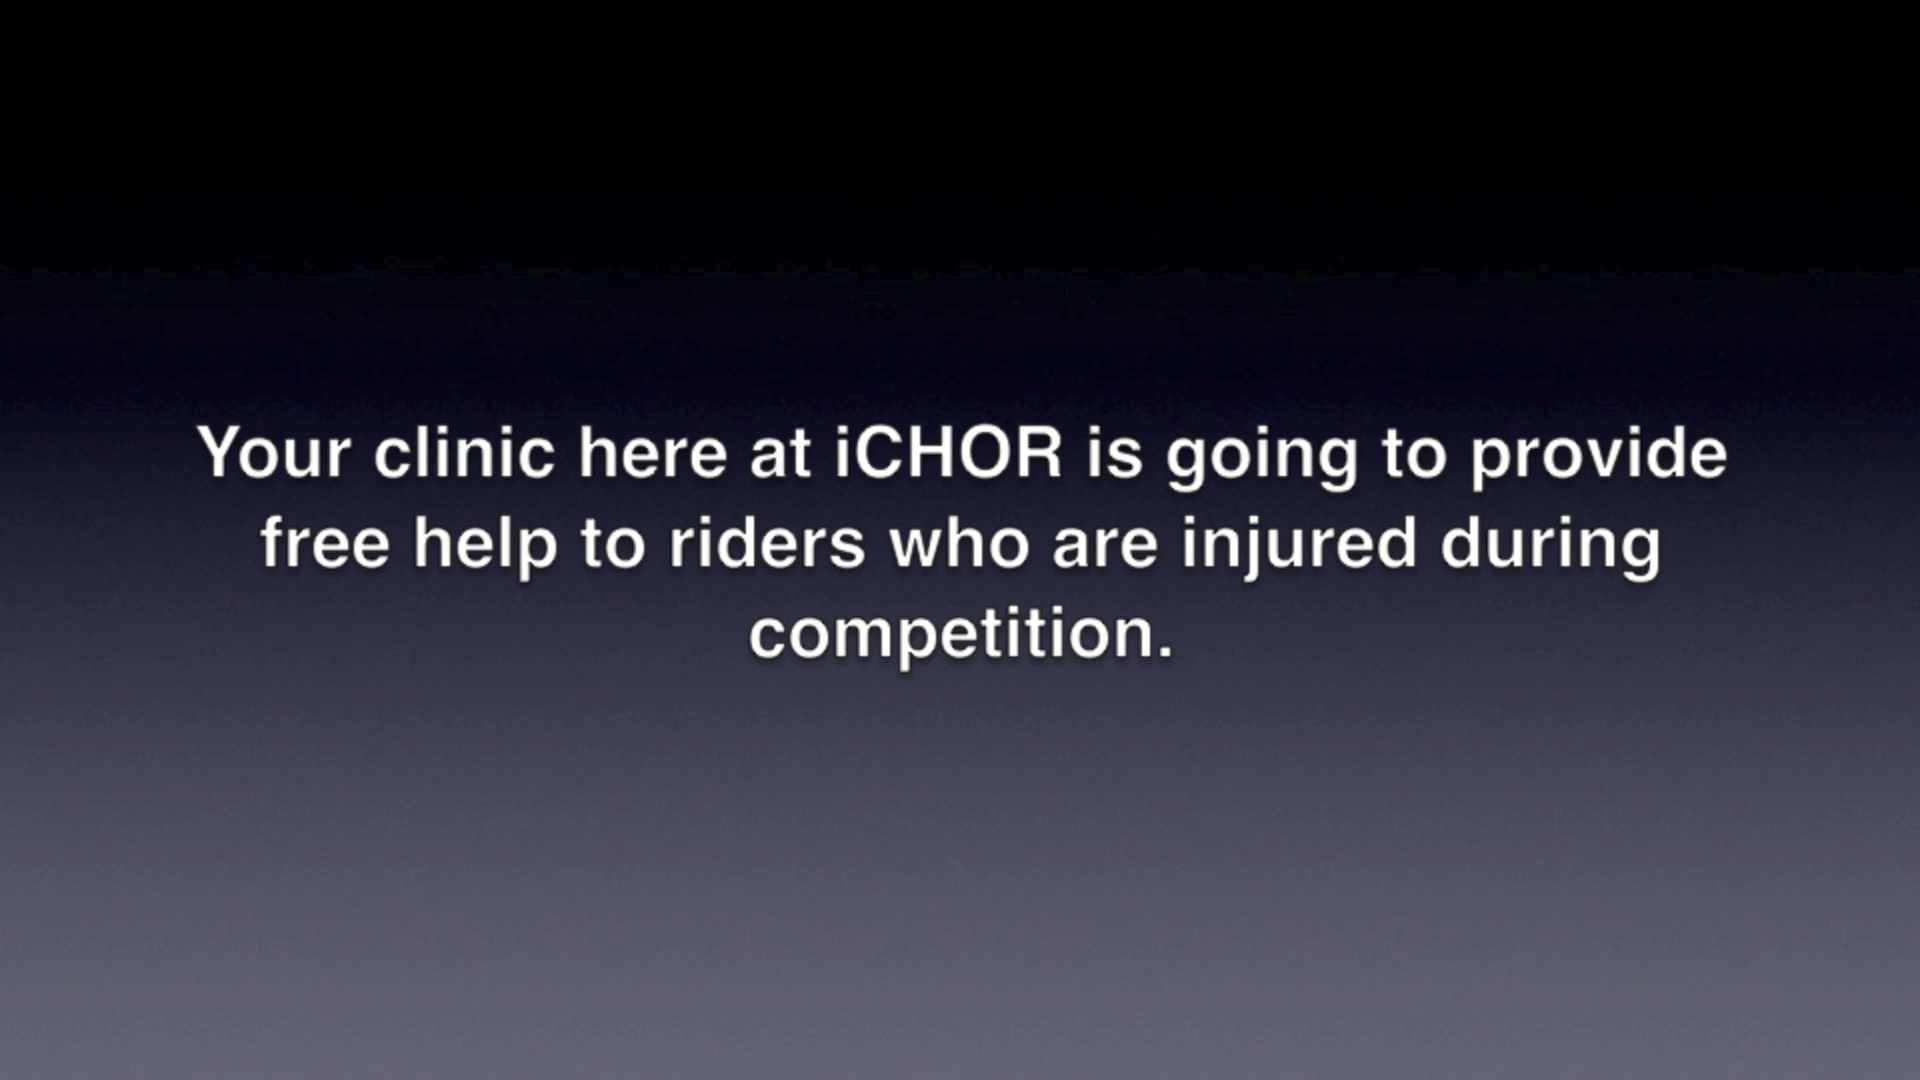 Your clinic here at iCHOR is going to provide
free help to riders who are injured during
competition.